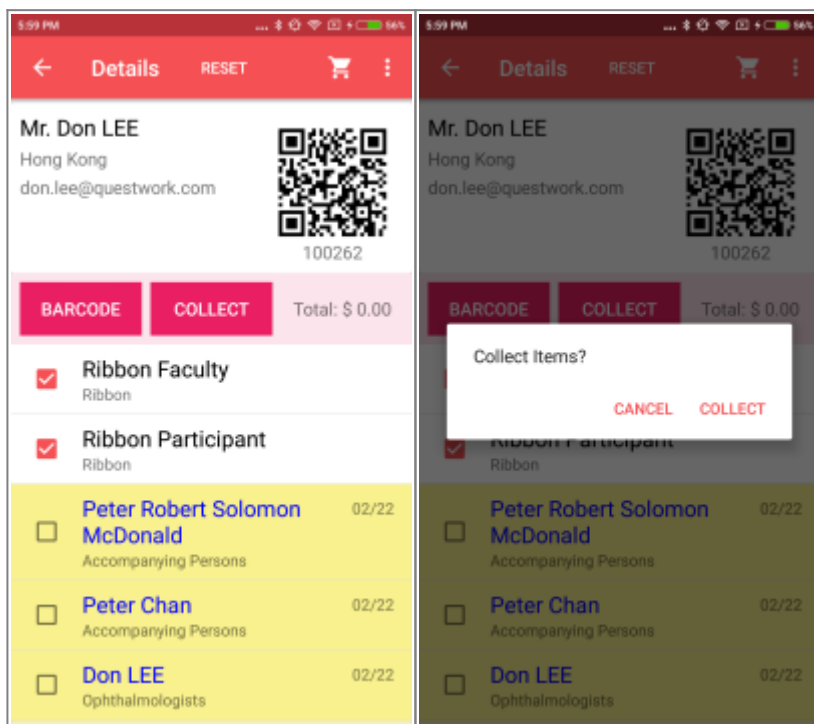 5:59 PM
... 56%
Details RESET
Mr. Don LEE
Hong Kong
don.lee@questwork.com
100262
BARCODE COLLECT Total: $ 0.00
Ribbon Faculty
Ribbon
Ribbon Participant
Ribbon
Peter Robert Solomon 02/22
McDonald
Accompanying Persons
Peter Chan 02/22
Accompanying Persons
Don LEE 02/22
Ophthalmologists
5:59 PM
... 56%
Details RESET
Mr. Don LEE
Hong Kong
don.lee@questwork.com
100262
BARCODE COLLECT Total: $ 0.00
Collect Items?
CANCEL COLLECT
Ribbon Participant
Ribbon
Peter Robert Solomon 02/22
McDonald
Accompanying Persons
Peter Chan 02/22
Accompanying Persons
Don LEE 02/22
Ophthalmologists